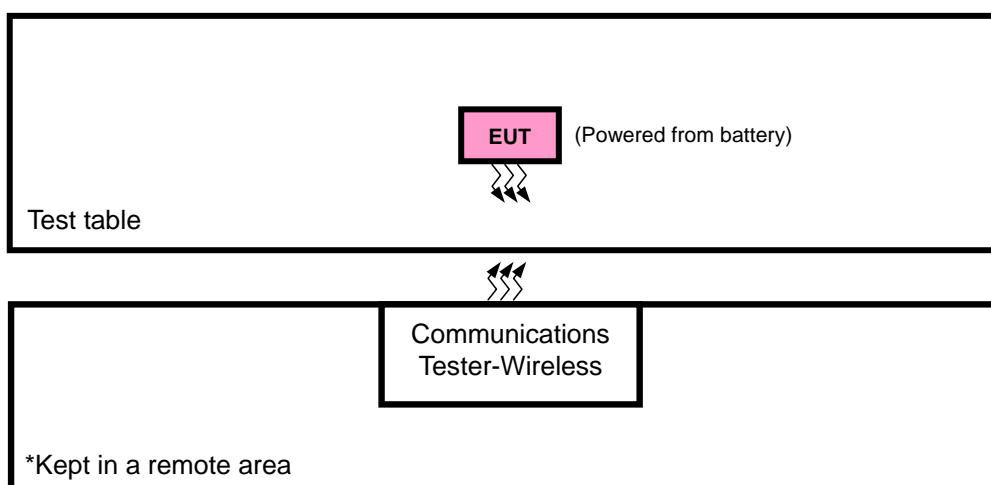 EUT (Powered from battery)
Test table
Communications
Tester-Wireless
*Kept in a remote area